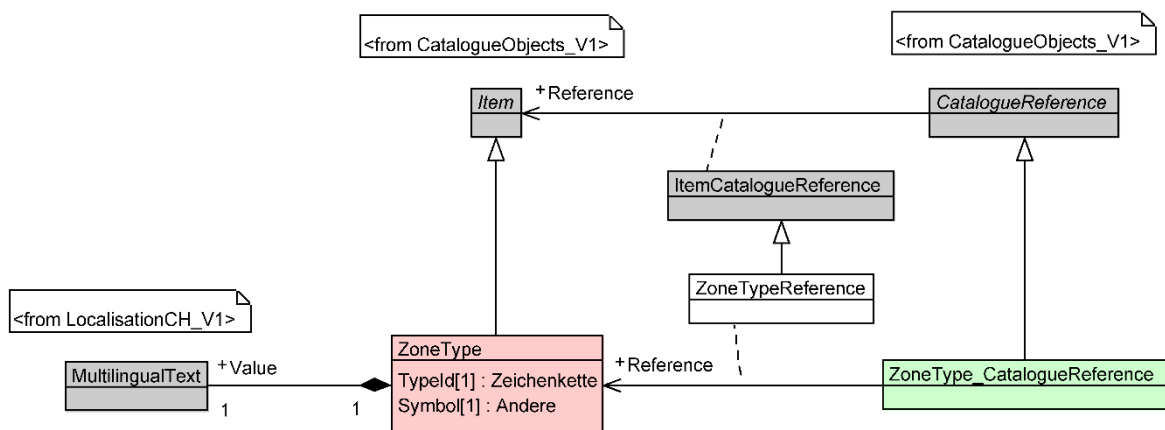 <from CatalogueObjects_V1>
<from CatalogueObjects_V1>
Item
+Reference
CatalogueReference
ItemCatalogueReference
ZoneTypeReference
<from LocalisationCH_V1>
MultilingualText
+Value
1
1
ZoneType
TypeId[1] : Zeichenkette
Symbol[1] : Andere
+Reference
ZoneType_CatalogueReference